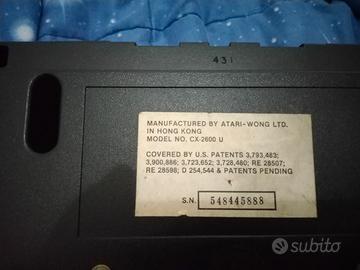 431
MANUFACTURED BY ATARI-WONG LTD.
IN HONG KONG
MODEL NO. CX-2600 U
COVERED BY U.S. PATENTS 3,793,483;
3,900,886; 3,723,652; 3,728,480; RE 28507;
RE 28598; D 254,544 & PATENTS PENDING
S.N. 548445888
subito